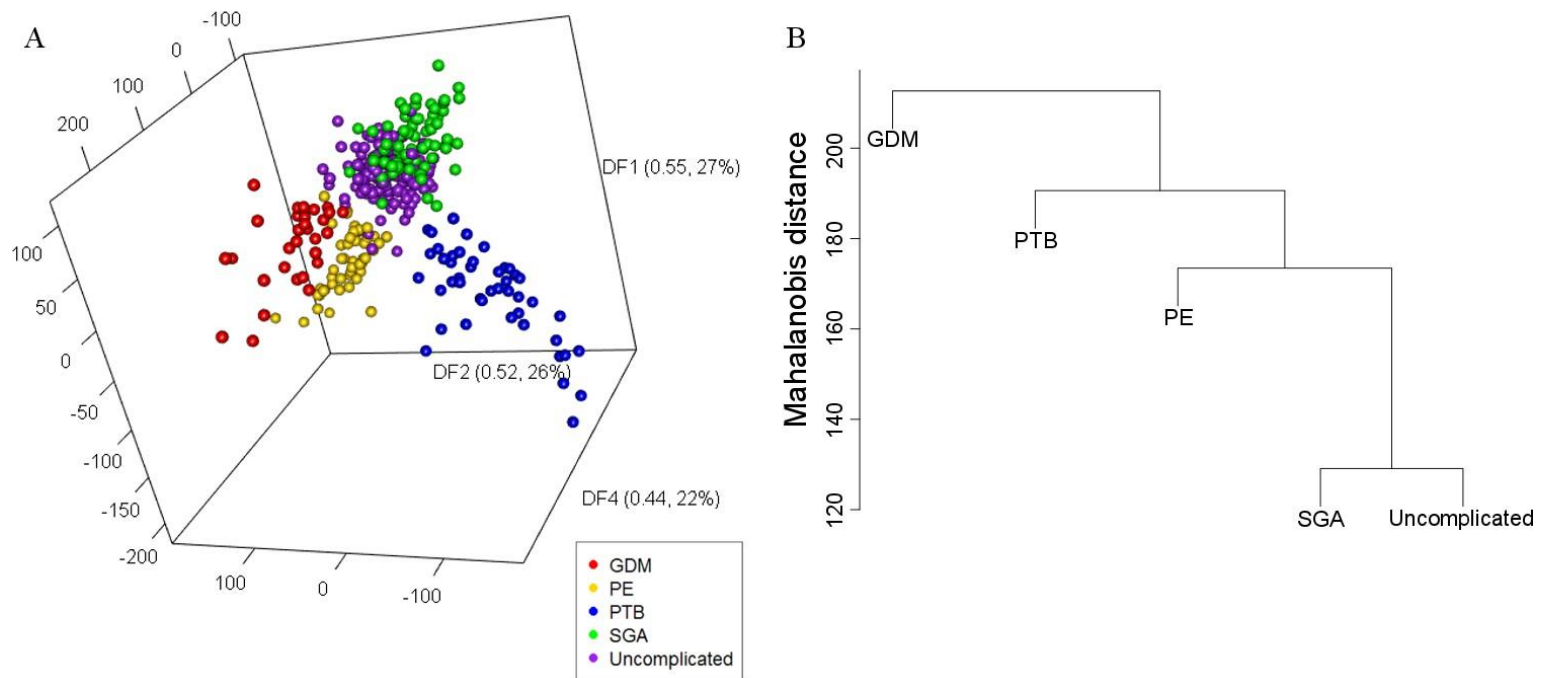 A
-100
0
100
200
100
50
0
-50
-100
-150
-200
100
0
-100
DF1 (0.55, 27%)
DF2 (0.52, 26%)
DF4 (0.44, 22%)
GDM
PE
PTB
SGA
Uncomplicated
B
Mahalanobis distance
200
180
160
140
120
GDM
PTB
PE
SGA
Uncomplicated